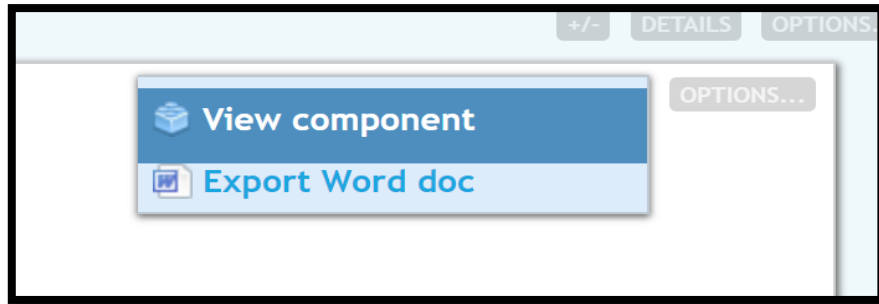 +/- DETAILS OPTIONS.
OPTIONS...
View component
Export Word doc